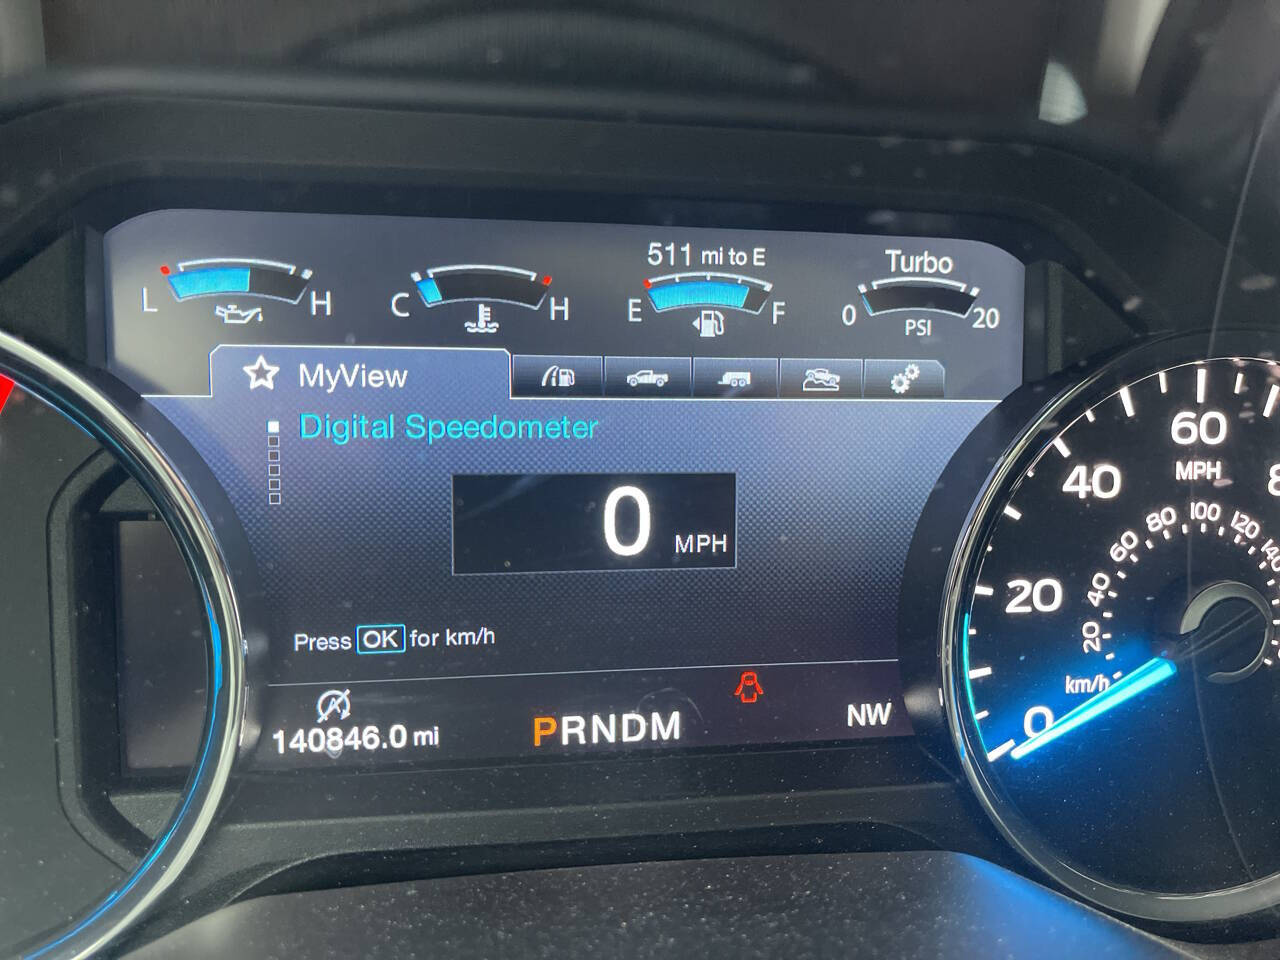 511 mi to E
Turbo
L H
C H
E F
0 20
PSI
MyView
Digital Speedometer
0 MPH
Press OK for km/h
140846.0 mi
PRNDM
NW
60
MPH
40
20
0
100
120
140
80
60
40
20
km/h